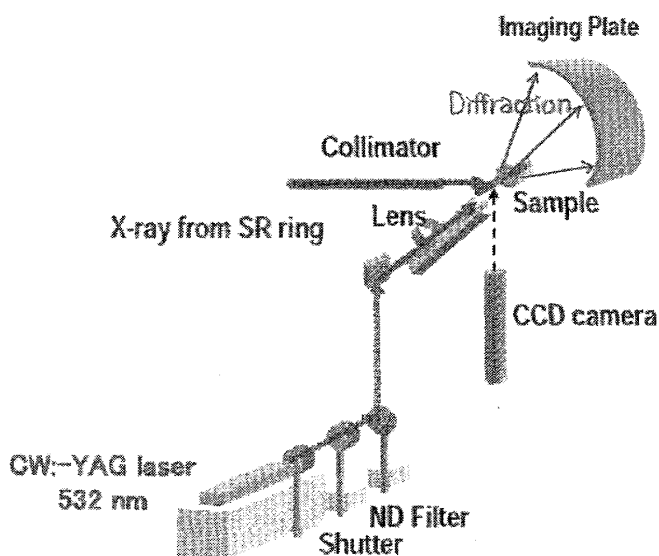 Imaging Plate
Diffraction
Collimator
Lens
Sample
X-ray from SR ring
CCD camera
CW:-YAG laser
532 nm
ND Filter
Shutter